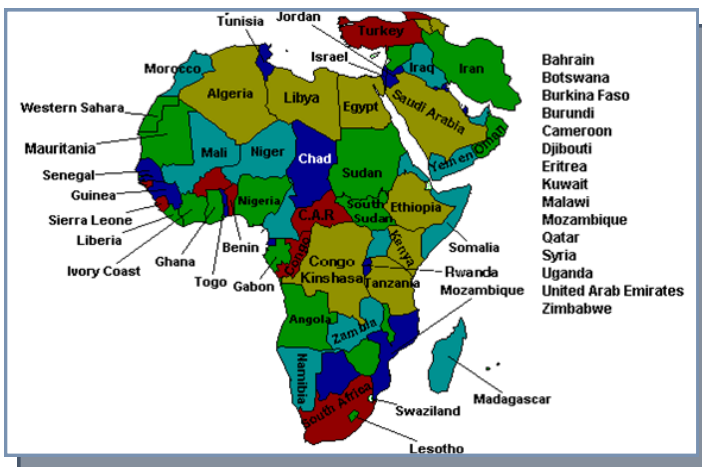 Tunisia
Jordan
Turkey
Israel
Morocco
Iraq
Iran
Algeria
Libya
Egypt
Saudi Arabia
Western Sahara
Mauritania
Mali
Niger
Chad
Sudan
Yemen
Oman
Senegal
Guinea
Nigeria
South
Sudan
Ethiopia
Sierra Leone
C.A.R
Liberia
Benin
Somalia
Ivory Coast
Ghana
Togo
Gabon
Congo
Congo
Kinshasa
Kenya
Rwanda
Tanzania
Mozambique
Angola
Zambia
Namibia
Madagascar
South Africa
Swaziland
Lesotho
Bahrain
Botswana
Burkina Faso
Burundi
Cameroon
Djibouti
Eritrea
Kuwait
Malawi
Mozambique
Qatar
Syria
Uganda
United Arab Emirates
Zimbabwe